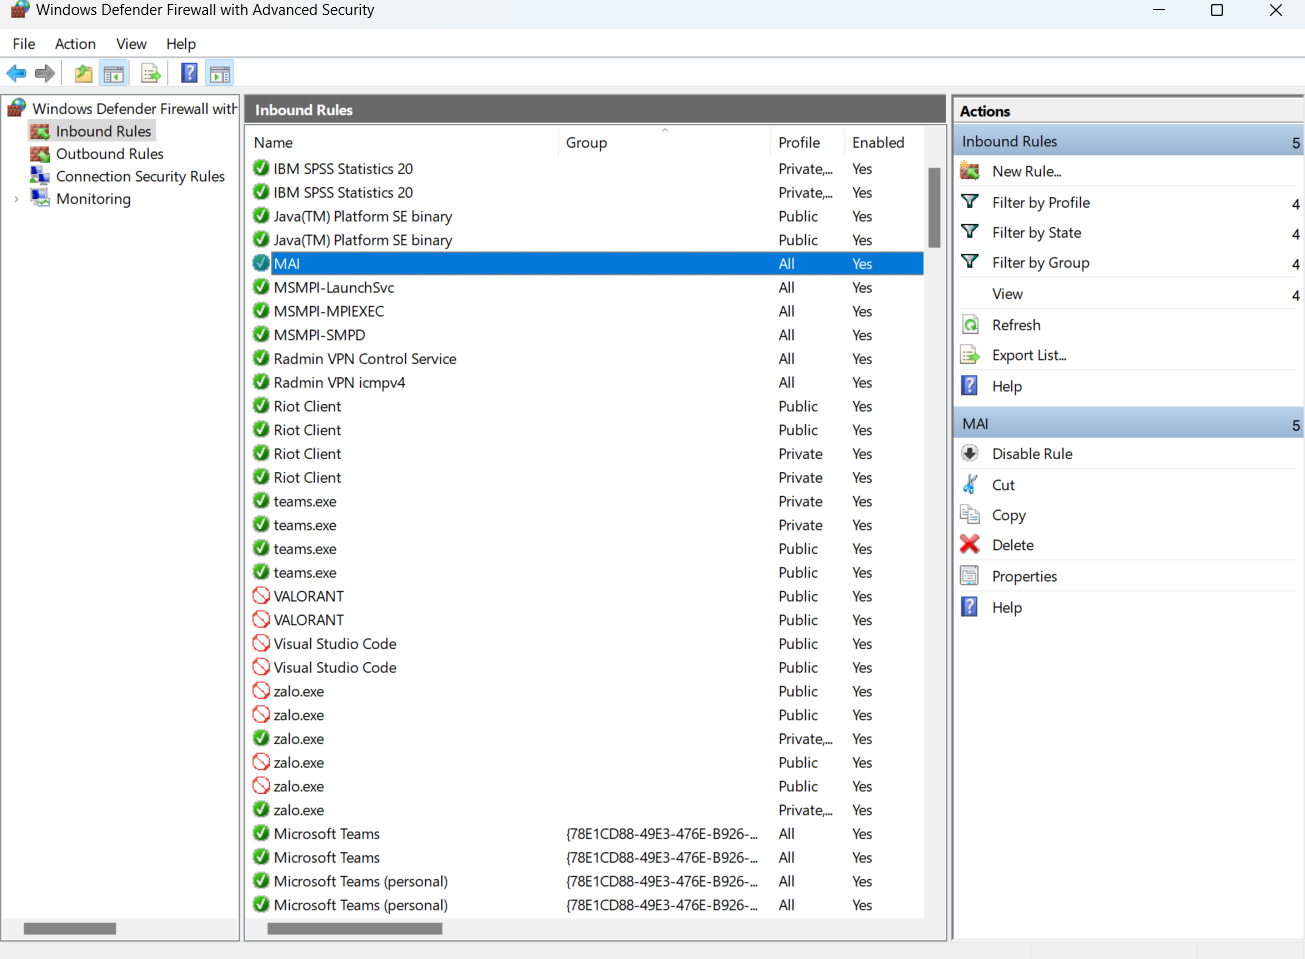 Windows Defender Firewall with Advanced Security
File Action View Help
Windows Defender Firewall with
Inbound Rules
Outbound Rules
Connection Security Rules
Monitoring
Inbound Rules
Name Group Profile Enabled
IBM SPSS Statistics 20 Private,... Yes
IBM SPSS Statistics 20 Private,... Yes
Java(TM) Platform SE binary Public Yes
Java(TM) Platform SE binary Public Yes
MAI All Yes
MSMPI-LaunchSvc All Yes
MSMPI-MPIEXEC All Yes
MSMPI-SMPD All Yes
Radmin VPN Control Service All Yes
Radmin VPN icmpv4 All Yes
Riot Client Public Yes
Riot Client Public Yes
Riot Client Private Yes
Riot Client Private Yes
teams.exe Private Yes
teams.exe Private Yes
teams.exe Public Yes
teams.exe Public Yes
VALORANT Public Yes
VALORANT Public Yes
Visual Studio Code Public Yes
Visual Studio Code Public Yes
zalo.exe Public Yes
zalo.exe Public Yes
zalo.exe Private,... Yes
zalo.exe Public Yes
zalo.exe Public Yes
zalo.exe Private,... Yes
Microsoft Teams {78E1CD88-49E3-476E-B926-... All Yes
Microsoft Teams {78E1CD88-49E3-476E-B926-... All Yes
Microsoft Teams (personal) {78E1CD88-49E3-476E-B926-... All Yes
Microsoft Teams (personal) {78E1CD88-49E3-476E-B926-... All Yes
Actions
Inbound Rules 5
New Rule...
Filter by Profile 4
Filter by State 4
Filter by Group 4
View 4
Refresh
Export List...
Help
MAI 5
Disable Rule
Cut
Copy
Delete
Properties
Help